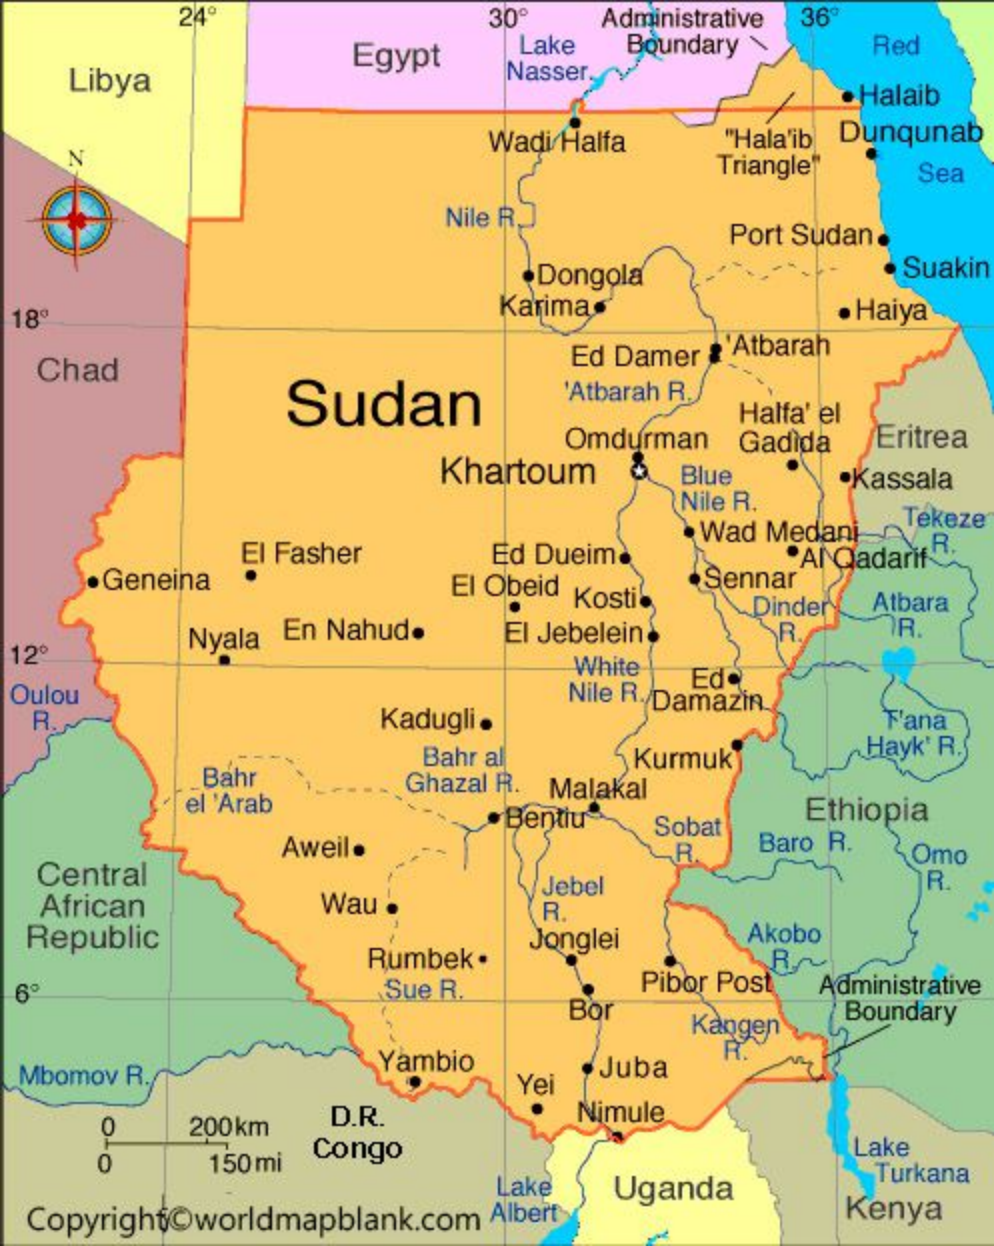 24°
30°
36°
Administrative
Boundary
Egypt
Lake
Nasser
Red
Libya
Halaib
Wadi Halfa
"Hala'ib
Triangle"
Dunqunab
N
Sea
Nile R.
Port Sudan
Suakin
Dongola
Karima
Haiya
18°
Chad
Ed Damer
'Atbarah
'Atbarah R.
Sudan
Halfa' el
Gadida
Omdurman
Eritrea
Khartoum
Blue
Nile R.
Kassala
Tekeze
R.
Wad Medani
El Fasher
Ed Dueim
Al Qadarif
Geneina
El Obeid
Sennar
Kosti
Dinder
R.
Atbara
R.
Nyala
En Nahud
El Jebelein
12°
White
Nile R.
Ed
Damazin
Oulou
R.
Kadugli
T'ana
Hayk' R.
Kurmuk
Bahr al
Ghazal R.
Bahr
el 'Arab
Malakal
Bentiu
Ethiopia
Sobat
R.
Baro R.
Omo
R.
Aweil
Central
African
Republic
Jebel
R.
Wau
Jonglei
Akobo
R.
Rumbek
Pibor Post
Sue R.
6°
Administrative
Boundary
Bor
Kangen
R.
Yambio
Juba
Mbomov R.
Yei
Nimule
D.R.
Congo
0
200km
0
150mi
Lake
Turkana
Uganda
Lake
Albert
Kenya
Copyright©worldmapblank.com